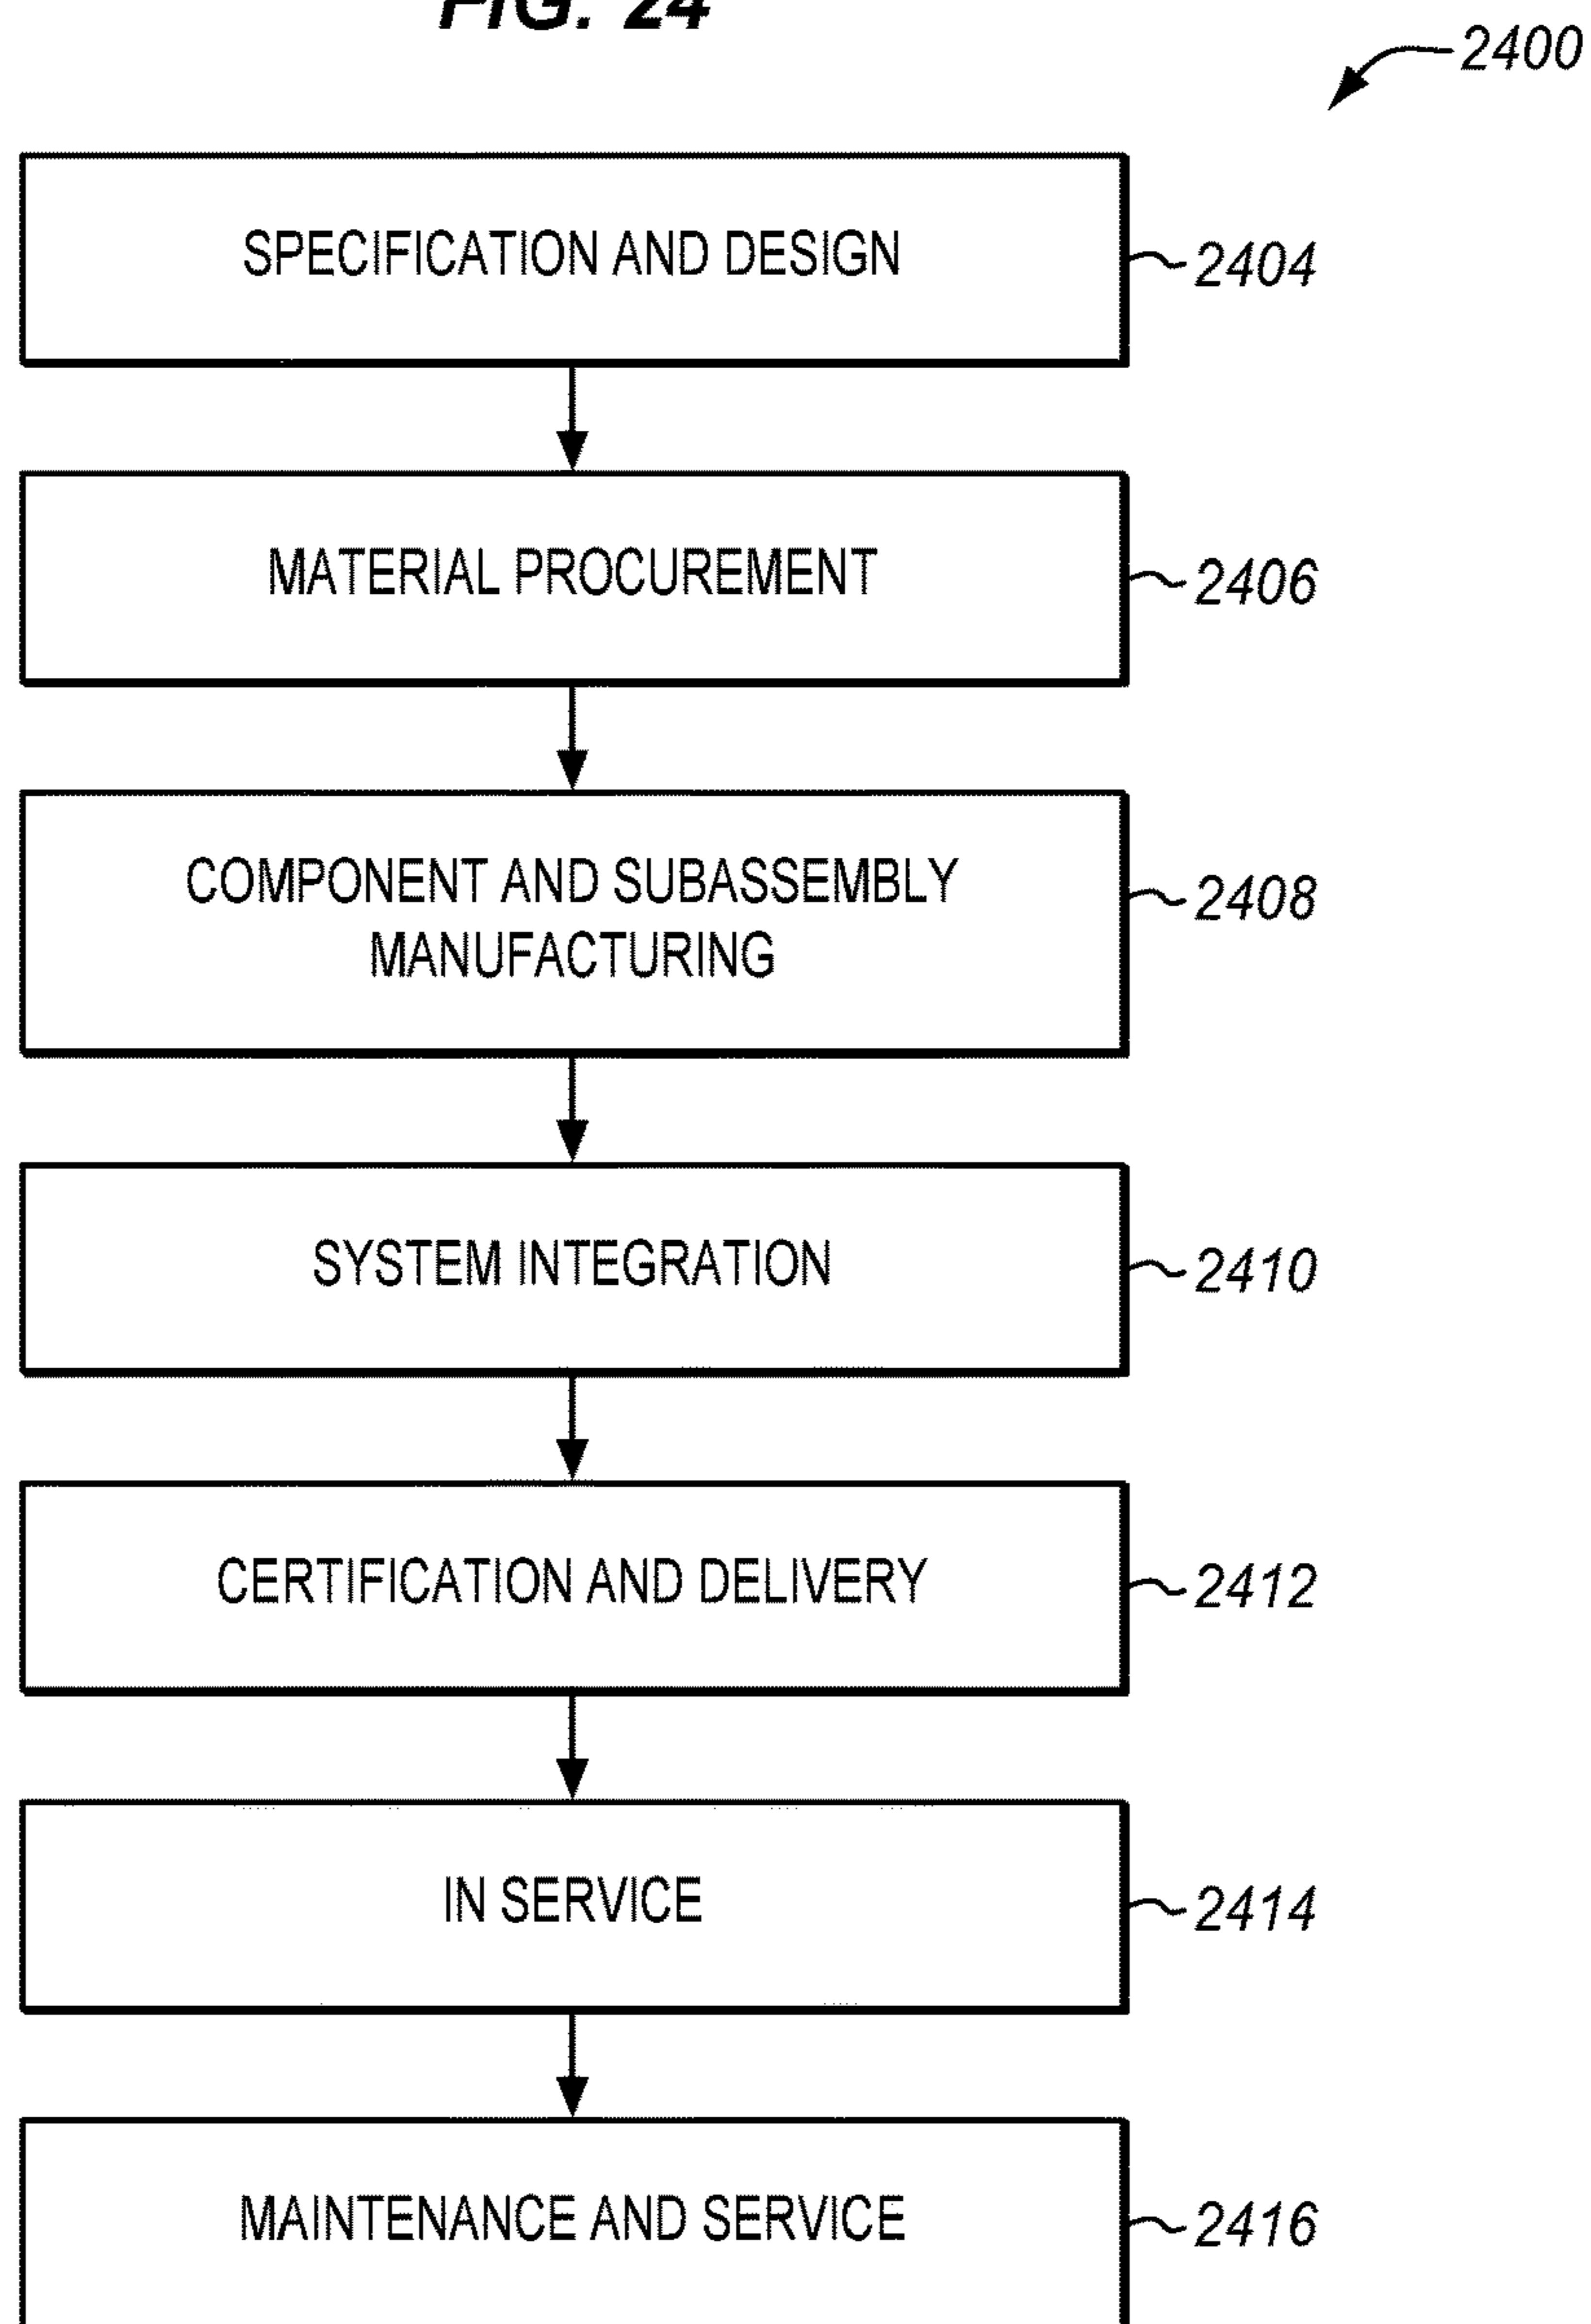 FIG. 24
2400
SPECIFICATION AND DESIGN
2404
MATERIAL PROCUREMENT
2406
COMPONENT AND SUBASSEMBLY
MANUFACTURING
2408
SYSTEM INTEGRATION
2410
CERTIFICATION AND DELIVERY
2412
IN SERVICE
2414
MAINTENANCE AND SERVICE
2416